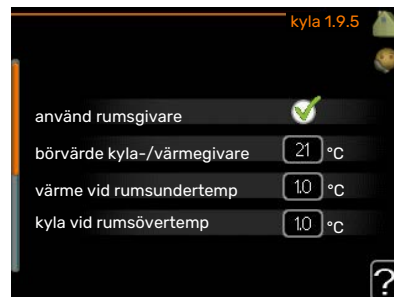 kyla 1.9.5
använd rumsgivare
börvärde kyla-/värmegivare 21 °C
värme vid rumsundertemp 1.0 °C
kyla vid rumsövertemp 1.0 °C
?